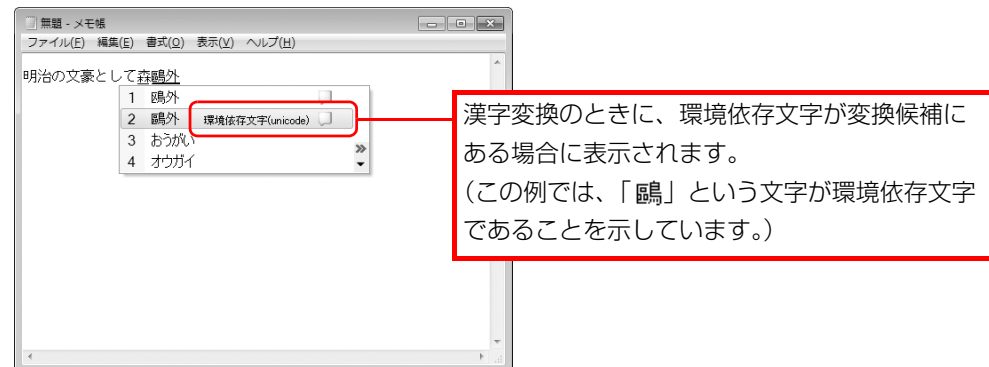 無題 - メモ帳
ファイル(F) 編集(E) 書式(O) 表示(V) ヘルプ(H)
明治の文豪として森鷗外
1 鴎外
2 鷗外 環境依存文字(unicode)
3 おうがい
4 オウガイ
漢字変換のときに、環境依存文字が変換候補に
ある場合に表示されます。
(この例では、「鷗」という文字が環境依存文字
であることを示しています。)